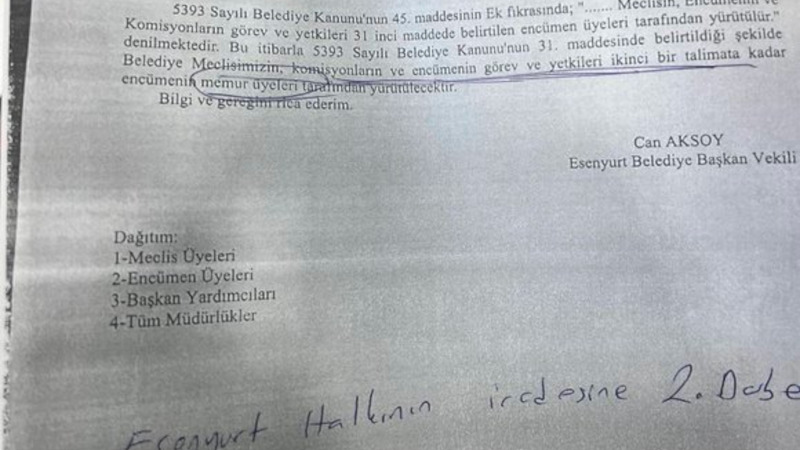 5393 Sayılı Belediye Kanunu'nun 45. maddesinin Ek fıkrasında; "....... Meclisin, Encümenin ve
Komisyonların görev ve yetkileri 31 inci maddede belirtilen encümen üyeleri tarafından yürütülür."
denilmektedir. Bu itibarla 5393 Sayılı Belediye Kanunu'nun 31. maddesinde belirtildiği şekilde
Belediye Meclisimizin, komisyonların ve encümenin görev ve yetkileri ikinci bir talimata kadar
encümenin memur üyeleri tarafından yürütülecektir.
Bilgi ve gereğini rica ederim.
Can AKSOY
Esenyurt Belediye Başkan Vekili
Dağıtım:
1-Meclis Üyeleri
2-Encümen Üyeleri
3-Başkan Yardımcıları
4-Tüm Müdürlükler
Esenyurt Halkının iradesine 2. Dabe